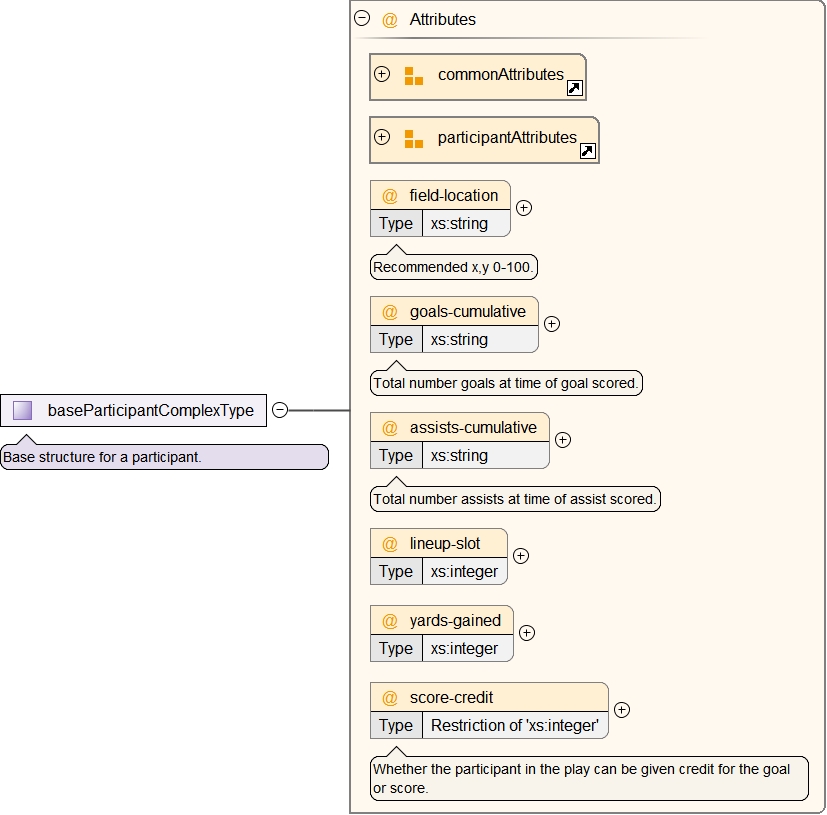 @ Attributes
commonAttributes
participantAttributes
@ field-location
Type xs:string
Recommended x,y 0-100.
@ goals-cumulative
Type xs:string
Total number goals at time of goal scored.
baseParticipantComplexType
Base structure for a participant.
@ assists-cumulative
Type xs:string
Total number assists at time of assist scored.
@ lineup-slot
Type xs:integer
@ yards-gained
Type xs:integer
@ score-credit
Type Restriction of 'xs:integer'
Whether the participant in the play can be given credit for the goal
or score.